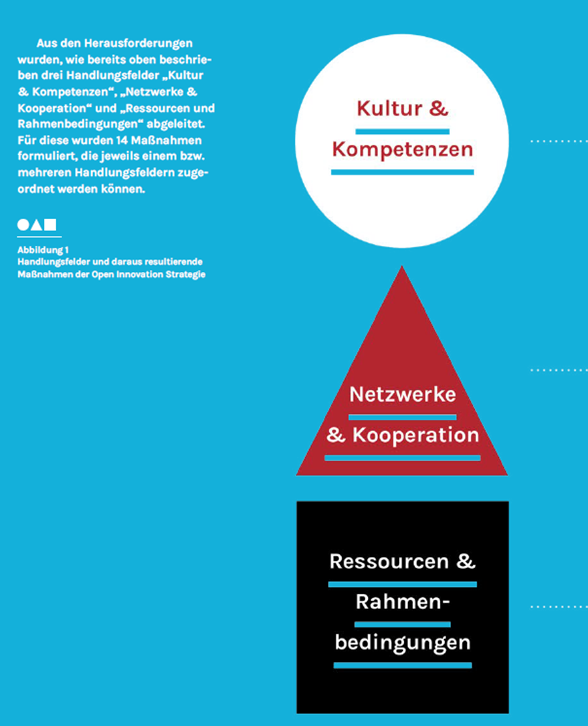 Aus den Herausforderungen
wurden, wie bereits oben beschrie-
ben drei Handlungsfelder „Kultur
& Kompetenzen“, „Netzwerke &
Kooperation“ und „Ressourcen und
Rahmenbedingungen“ abgeleitet.
Für diese wurden 14 Maßnahmen
formuliert, die jeweils einem bzw.
mehreren Handlungsfeldern zuge-
ordnet werden können.
Abbildung 1
Handlungsfelder und daraus resultierende
Maßnahmen der Open Innovation Strategie
Kultur &
Kompetenzen
Netzwerke
& Kooperation
Ressourcen &
Rahmen-
bedingungen